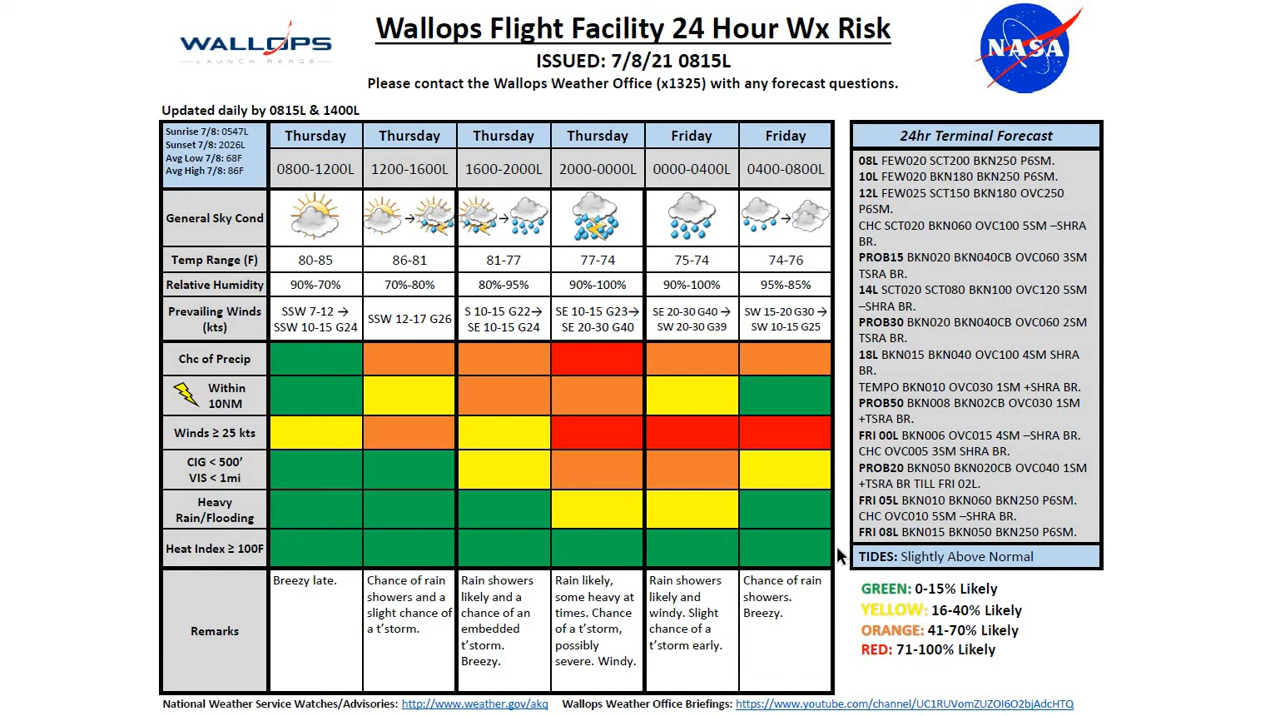 WALLOPS
LAUNCH RANGE
Wallops Flight Facility 24 Hour Wx Risk
ISSUED: 7/8/21 0815L
Please contact the Wallops Weather Office (x1325) with any forecast questions.
NASA
Updated daily by 0815L & 1400L
Sunrise 7/8: 0547L
Sunset 7/8: 2026L
Avg Low 7/8: 68F
Avg High 7/8: 86F
Thursday Thursday Thursday Thursday Friday Friday
0800-1200L 1200-1600L 1600-2000L 2000-0000L 0000-0400L 0400-0800L
General Sky Cond
Temp Range (F) 80-85 86-81 81-77 77-74 75-74 74-76
Relative Humidity 90%-70% 70%-80% 80%-95% 90%-100% 90%-100% 95%-85%
Prevailing Winds (kts)
SSW 7-12 →
SSW 10-15 G24
SSW 12-17 G26
S 10-15 G22→
SE 10-15 G24
SE 10-15 G23→
SE 20-30 G40
SE 20-30 G40→
SW 20-30 G39
SW 15-20 G30→
SW 10-15 G25
Chc of Precip
Within
10NM
Winds ≥ 25 kts
CIG < 500'
VIS < 1mi
Heavy
Rain/Flooding
Heat Index ≥ 100F
Remarks
Breezy late.
Chance of rain
showers and a
slight chance of
a t'storm.
Rain showers
likely and a
chance of an
embedded
t'storm.
Breezy.
Rain likely,
some heavy at
times. Chance
of a t'storm,
possibly
severe. Windy.
Rain showers
likely and
windy. Slight
chance of a
t'storm early.
Chance of rain
showers.
Breezy.
24hr Terminal Forecast
08L FEW020 SCT200 BKN250 P6SM.
10L FEW020 BKN180 BKN250 P6SM.
12L FEW025 SCT150 BKN180 OVC250
P6SM.
CHC SCT020 BKN060 OVC100 5SM –SHRA
BR.
PROB15 BKN020 BKN040CB OVC060 3SM
TSRA BR.
14L SCT020 SCT080 BKN100 OVC120 5SM
–SHRA BR.
PROB30 BKN020 BKN040CB OVC060 2SM
TSRA BR.
18L BKN015 BKN040 OVC100 4SM SHRA
BR.
TEMPO BKN010 OVC030 1SM +SHRA BR.
PROB50 BKN008 BKN02CB OVC030 1SM
+TSRA BR.
FRI 00L BKN006 OVC015 4SM –SHRA BR.
CHC OVC005 3SM SHRA BR.
PROB20 BKN050 BKN020CB OVC040 1SM
+TSRA BR TILL FRI 02L.
FRI 05L BKN010 BKN060 BKN250 P6SM.
CHC OVC010 5SM –SHRA BR.
FRI 08L BKN015 BKN050 BKN250 P6SM.
TIDES: Slightly Above Normal
GREEN: 0-15% Likely
YELLOW: 16-40% Likely
ORANGE: 41-70% Likely
RED: 71-100% Likely
National Weather Service Watches/Advisories: http://www.weather.gov/akq Wallops Weather Office Briefings: https://www.youtube.com/channel/UC1RUVomZUZOI6O2bjAdcHTQ